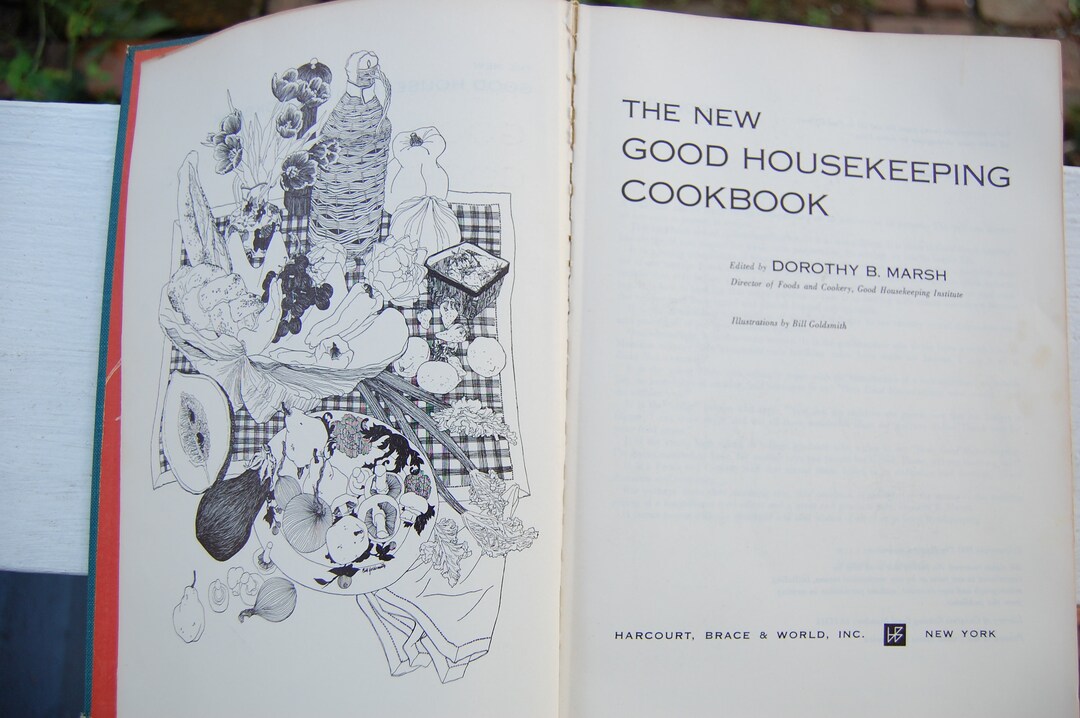 THE NEW
GOOD HOUSEKEEPING
COOKBOOK
Edited by DOROTHY B. MARSH
Director of Foods and Cookery, Good Housekeeping Institute
Illustrations by Bill Goldsmith
HARCOURT, BRACE & WORLD, INC. HB NEW YORK